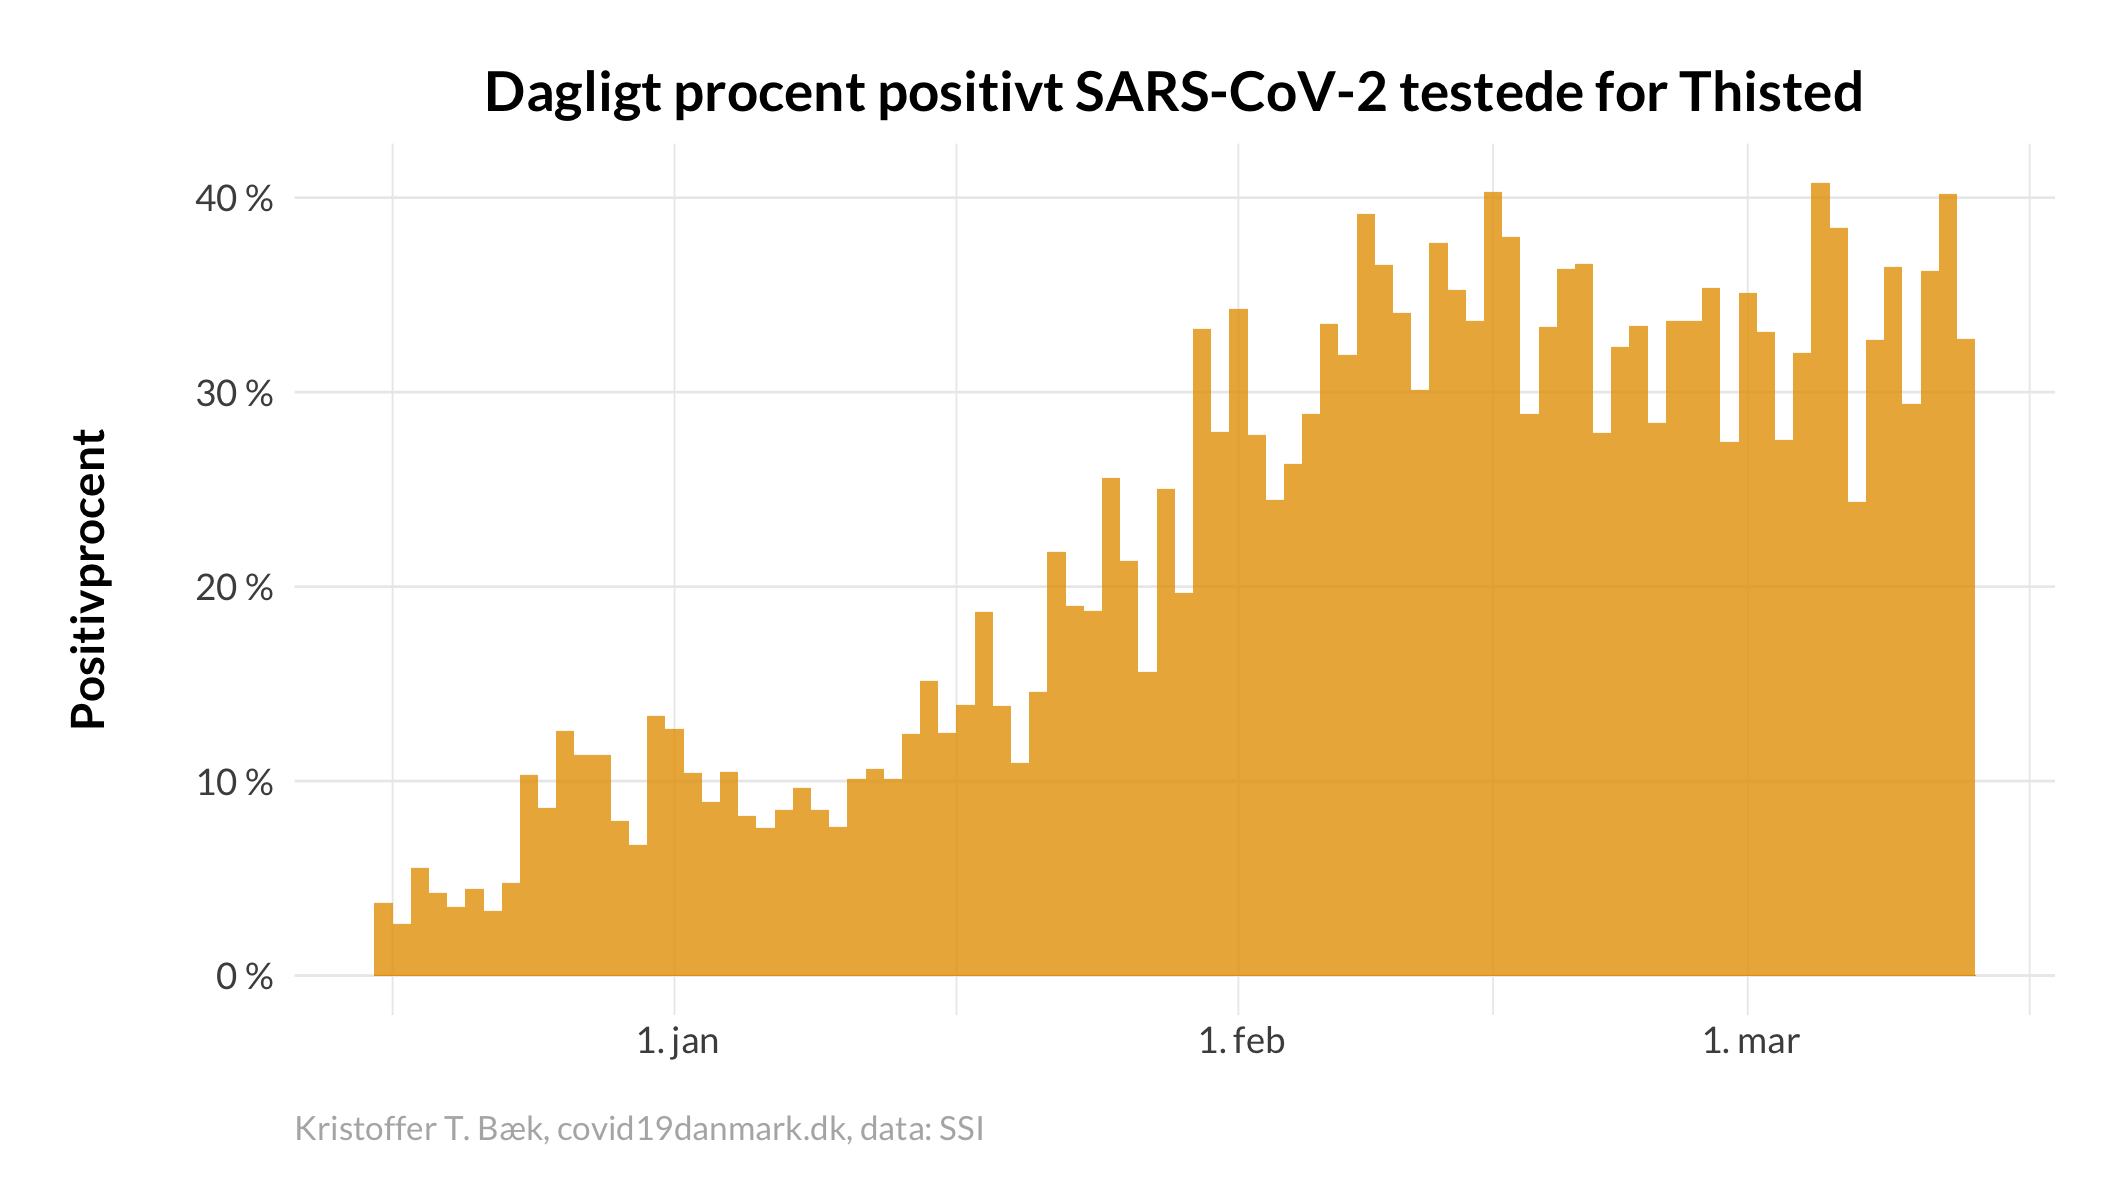 Dagligt procent positivt SARS-CoV-2 testede for Thisted
Positivprocent
40 %
30 %
20 %
10 %
0 %
1. jan
1. feb
1. mar
Kristoffer T. Bæk, covid19danmark.dk, data: SSI